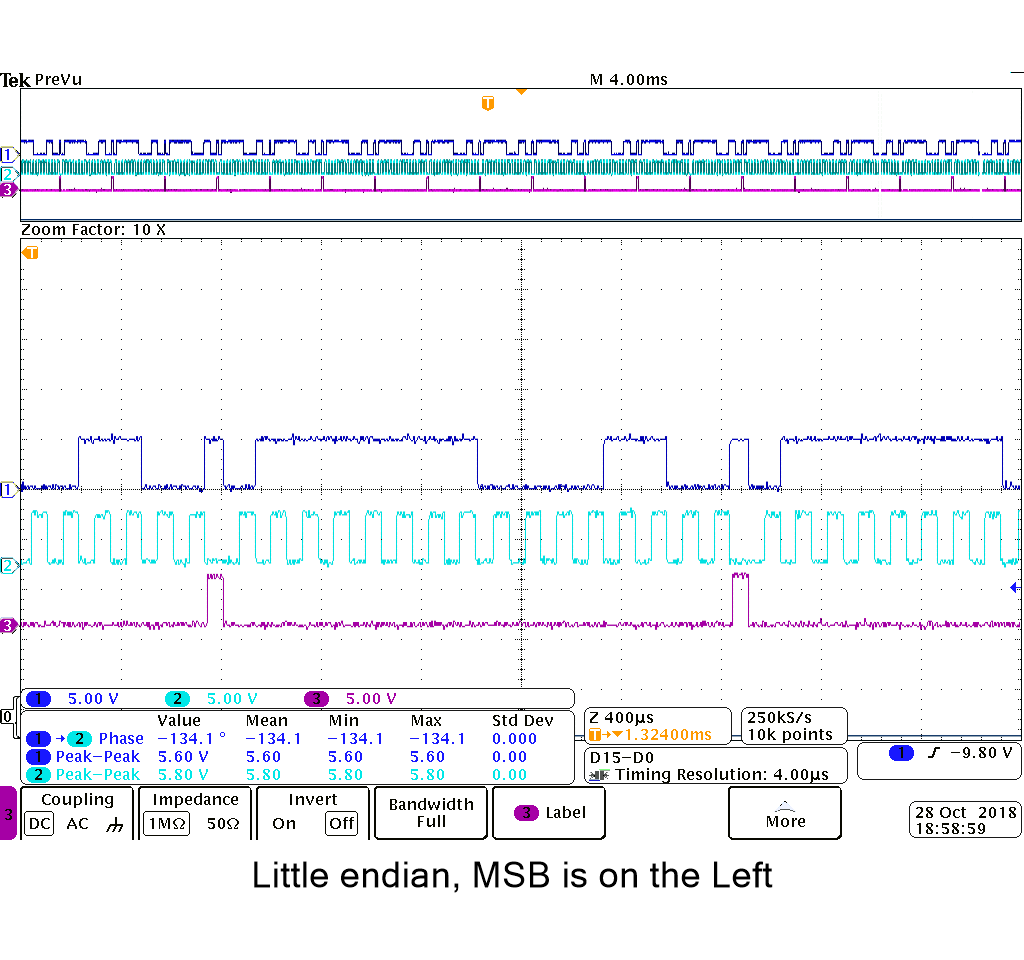 Tek PreVu M 4.00ms
T
1
2
3
Zoom Factor: 10 X
T
1
2
3
0
1 5.00 V 2 5.00 V 3 5.00 V
Value Mean Min Max Std Dev
1 → 2 Phase −134.1 ° −134.1 −134.1 −134.1 0.000
1 Peak−Peak 5.60 V 5.60 5.60 5.60 0.00
2 Peak−Peak 5.80 V 5.80 5.80 5.80 0.00
Z 400µs
T→▼1.32400ms
250kS/s
10k points
D15−D0
Timing Resolution: 4.00µs
1 −9.80 V
3
Coupling
DC AC
Impedance
1MΩ 50Ω
Invert
On Off
Bandwidth
Full
3 Label
More
28 Oct 2018
18:58:59
Little endian, MSB is on the Left